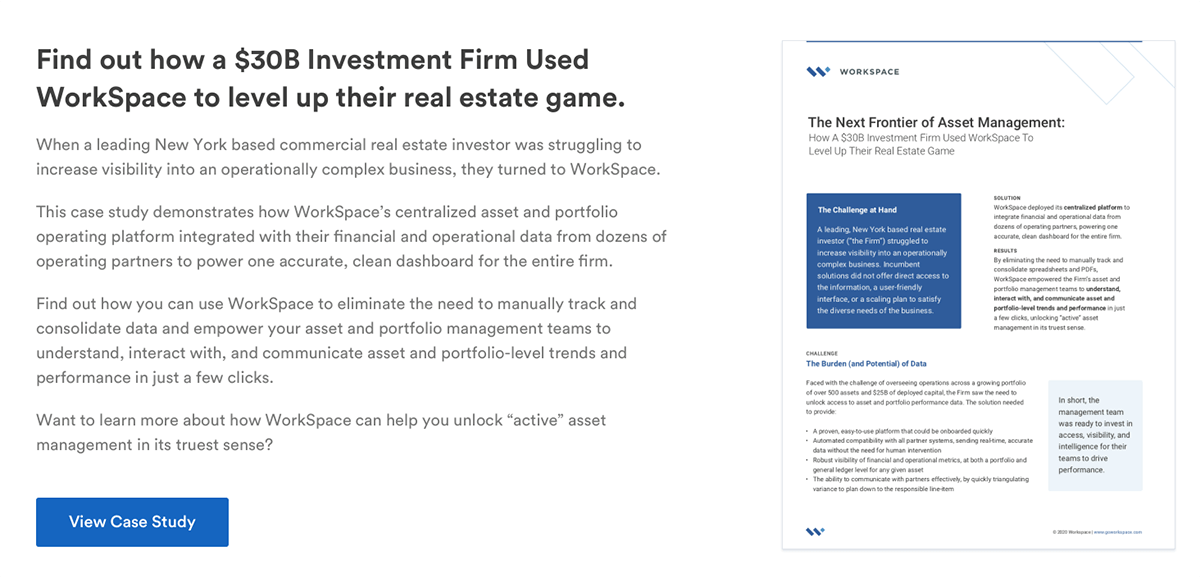 Find out how a $30B Investment Firm Used
WorkSpace to level up their real estate game.
When a leading New York based commercial real estate investor was struggling to
increase visibility into an operationally complex business, they turned to WorkSpace.
This case study demonstrates how WorkSpace’s centralized asset and portfolio
operating platform integrated with their financial and operational data from dozens of
operating partners to power one accurate, clean dashboard for the entire firm.
Find out how you can use WorkSpace to eliminate the need to manually track and
consolidate data and empower your asset and portfolio management teams to
understand, interact with, and communicate asset and portfolio-level trends and
performance in just a few clicks.
Want to learn more about how WorkSpace can help you unlock “active” asset
management in its truest sense?
View Case Study
WORKSPACE
The Next Frontier of Asset Management:
How A $30B Investment Firm Used WorkSpace To
Level Up Their Real Estate Game
The Challenge at Hand
A leading, New York based real estate
investor (“the Firm”) struggled to
increase visibility into an operationally
complex business. Incumbent
solutions did not offer direct access to
the information, a user-friendly
interface, or a scaling plan to satisfy
the diverse needs of the business.
SOLUTION
WorkSpace deployed its centralized platform to
integrate financial and operational data from
dozens of operating partners, powering one
accurate, clean dashboard for the entire firm.
RESULTS
By eliminating the need to manually track and
consolidate spreadsheets and PDFs,
WorkSpace empowered the Firm's asset and
portfolio management teams to understand,
interact with, and communicate asset and
portfolio-level trends and performance in just
a few clicks, unlocking “active” asset
management in its truest sense.
CHALLENGE
The Burden (and Potential) of Data
Faced with the challenge of overseeing operations across a growing portfolio
of over 500 assets and $25B of deployed capital, the Firm saw the need to
unlock access to asset and portfolio performance data. The solution needed
to provide:
• A proven, easy-to-use platform that could be onboarded quickly
• Automated compatibility with all partner systems, sending real-time, accurate
data without the need for human intervention
• Robust visibility of financial and operational metrics, at both a portfolio and
general ledger level for any given asset
• The ability to communicate with partners effectively, by quickly triangulating
variance to plan down to the responsible line-item
In short, the
management team
was ready to invest in
access, visibility, and
intelligence for their
teams to drive
performance.
© 2020 Workspace | www.goworkspace.com